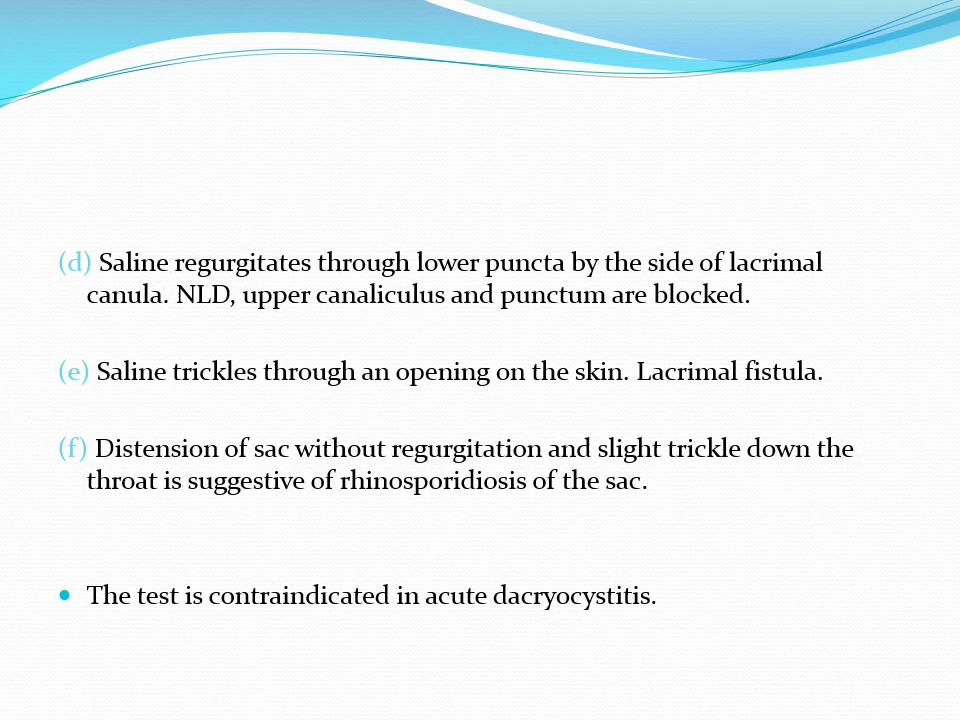 (d) Saline regurgitates through lower puncta by the side of lacrimal
canula. NLD, upper canaliculus and punctum are blocked.
(e) Saline trickles through an opening on the skin. Lacrimal fistula.
(f) Distension of sac without regurgitation and slight trickle down the
throat is suggestive of rhinosporidiosis of the sac.
• The test is contraindicated in acute dacryocystitis.